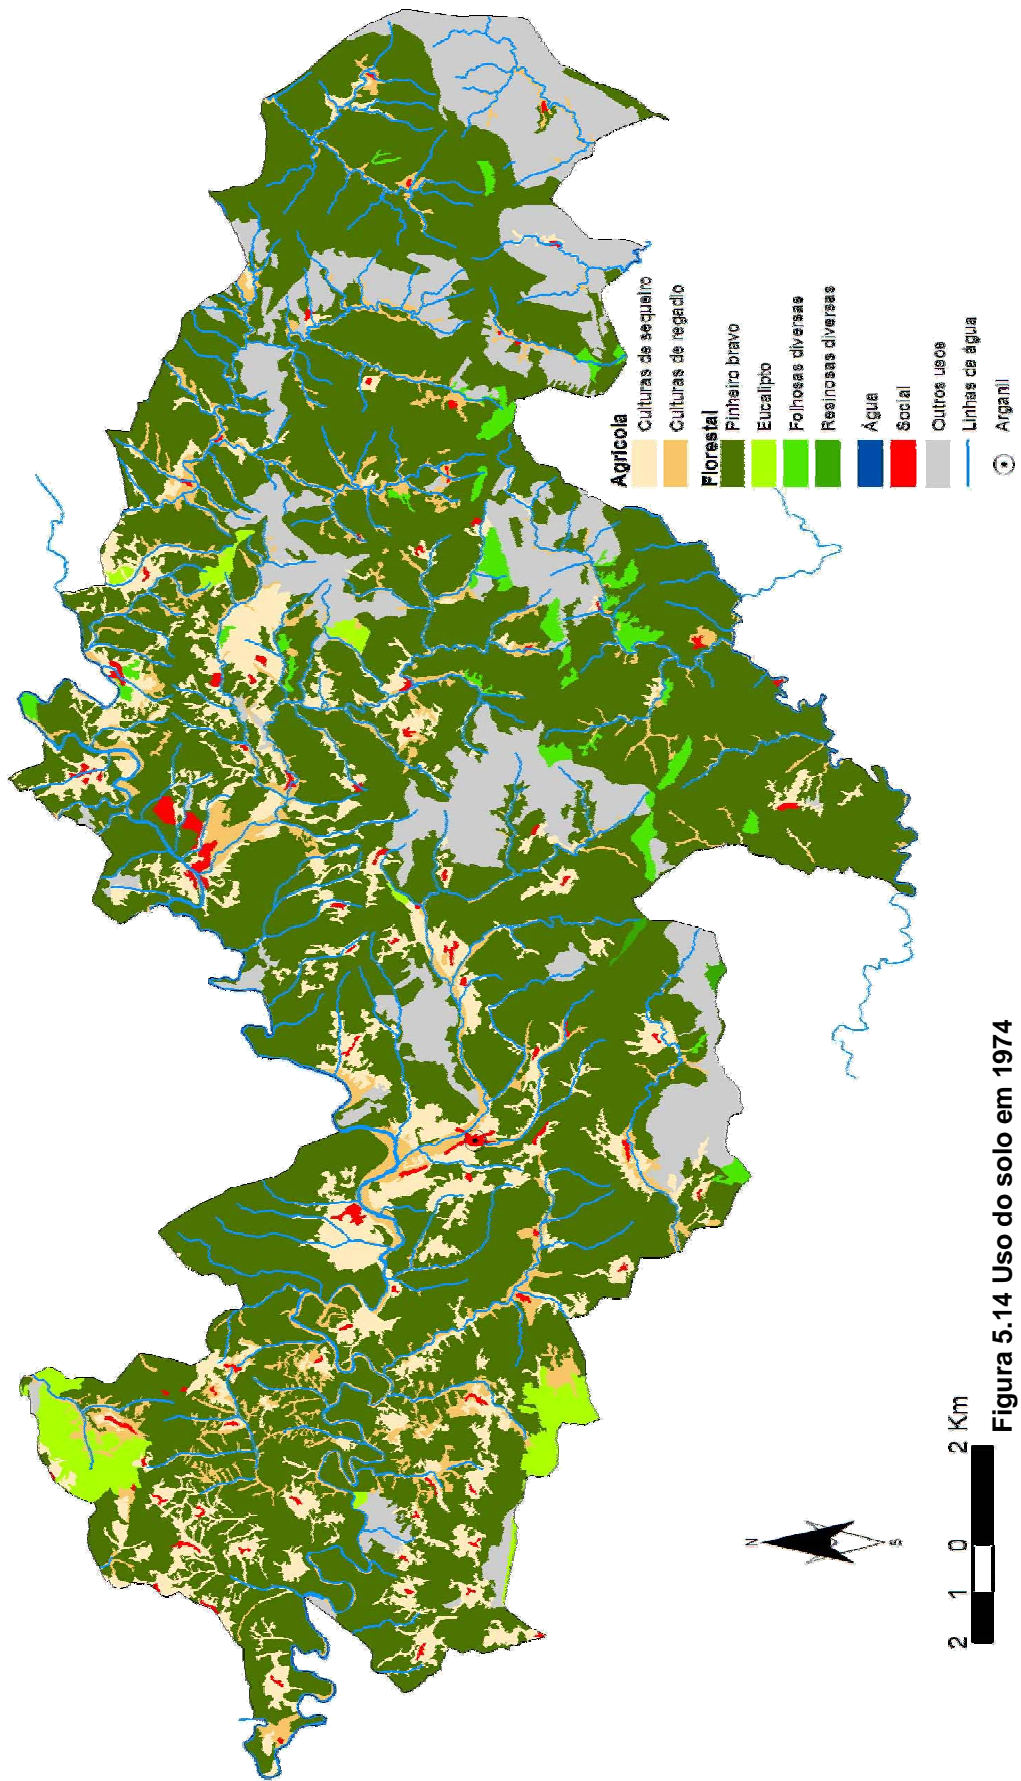 Agrícola
Culturas de sequeiro
Culturas de regadio
Florestal
Pinheiro bravo
Eucalipto
Folhosas diversas
Resinosas diversas
Água
Social
Outros usos
Linhas de água
Arganil
N
S
2 1 0 2 Km
Figura 5.14 Uso do solo em 1974